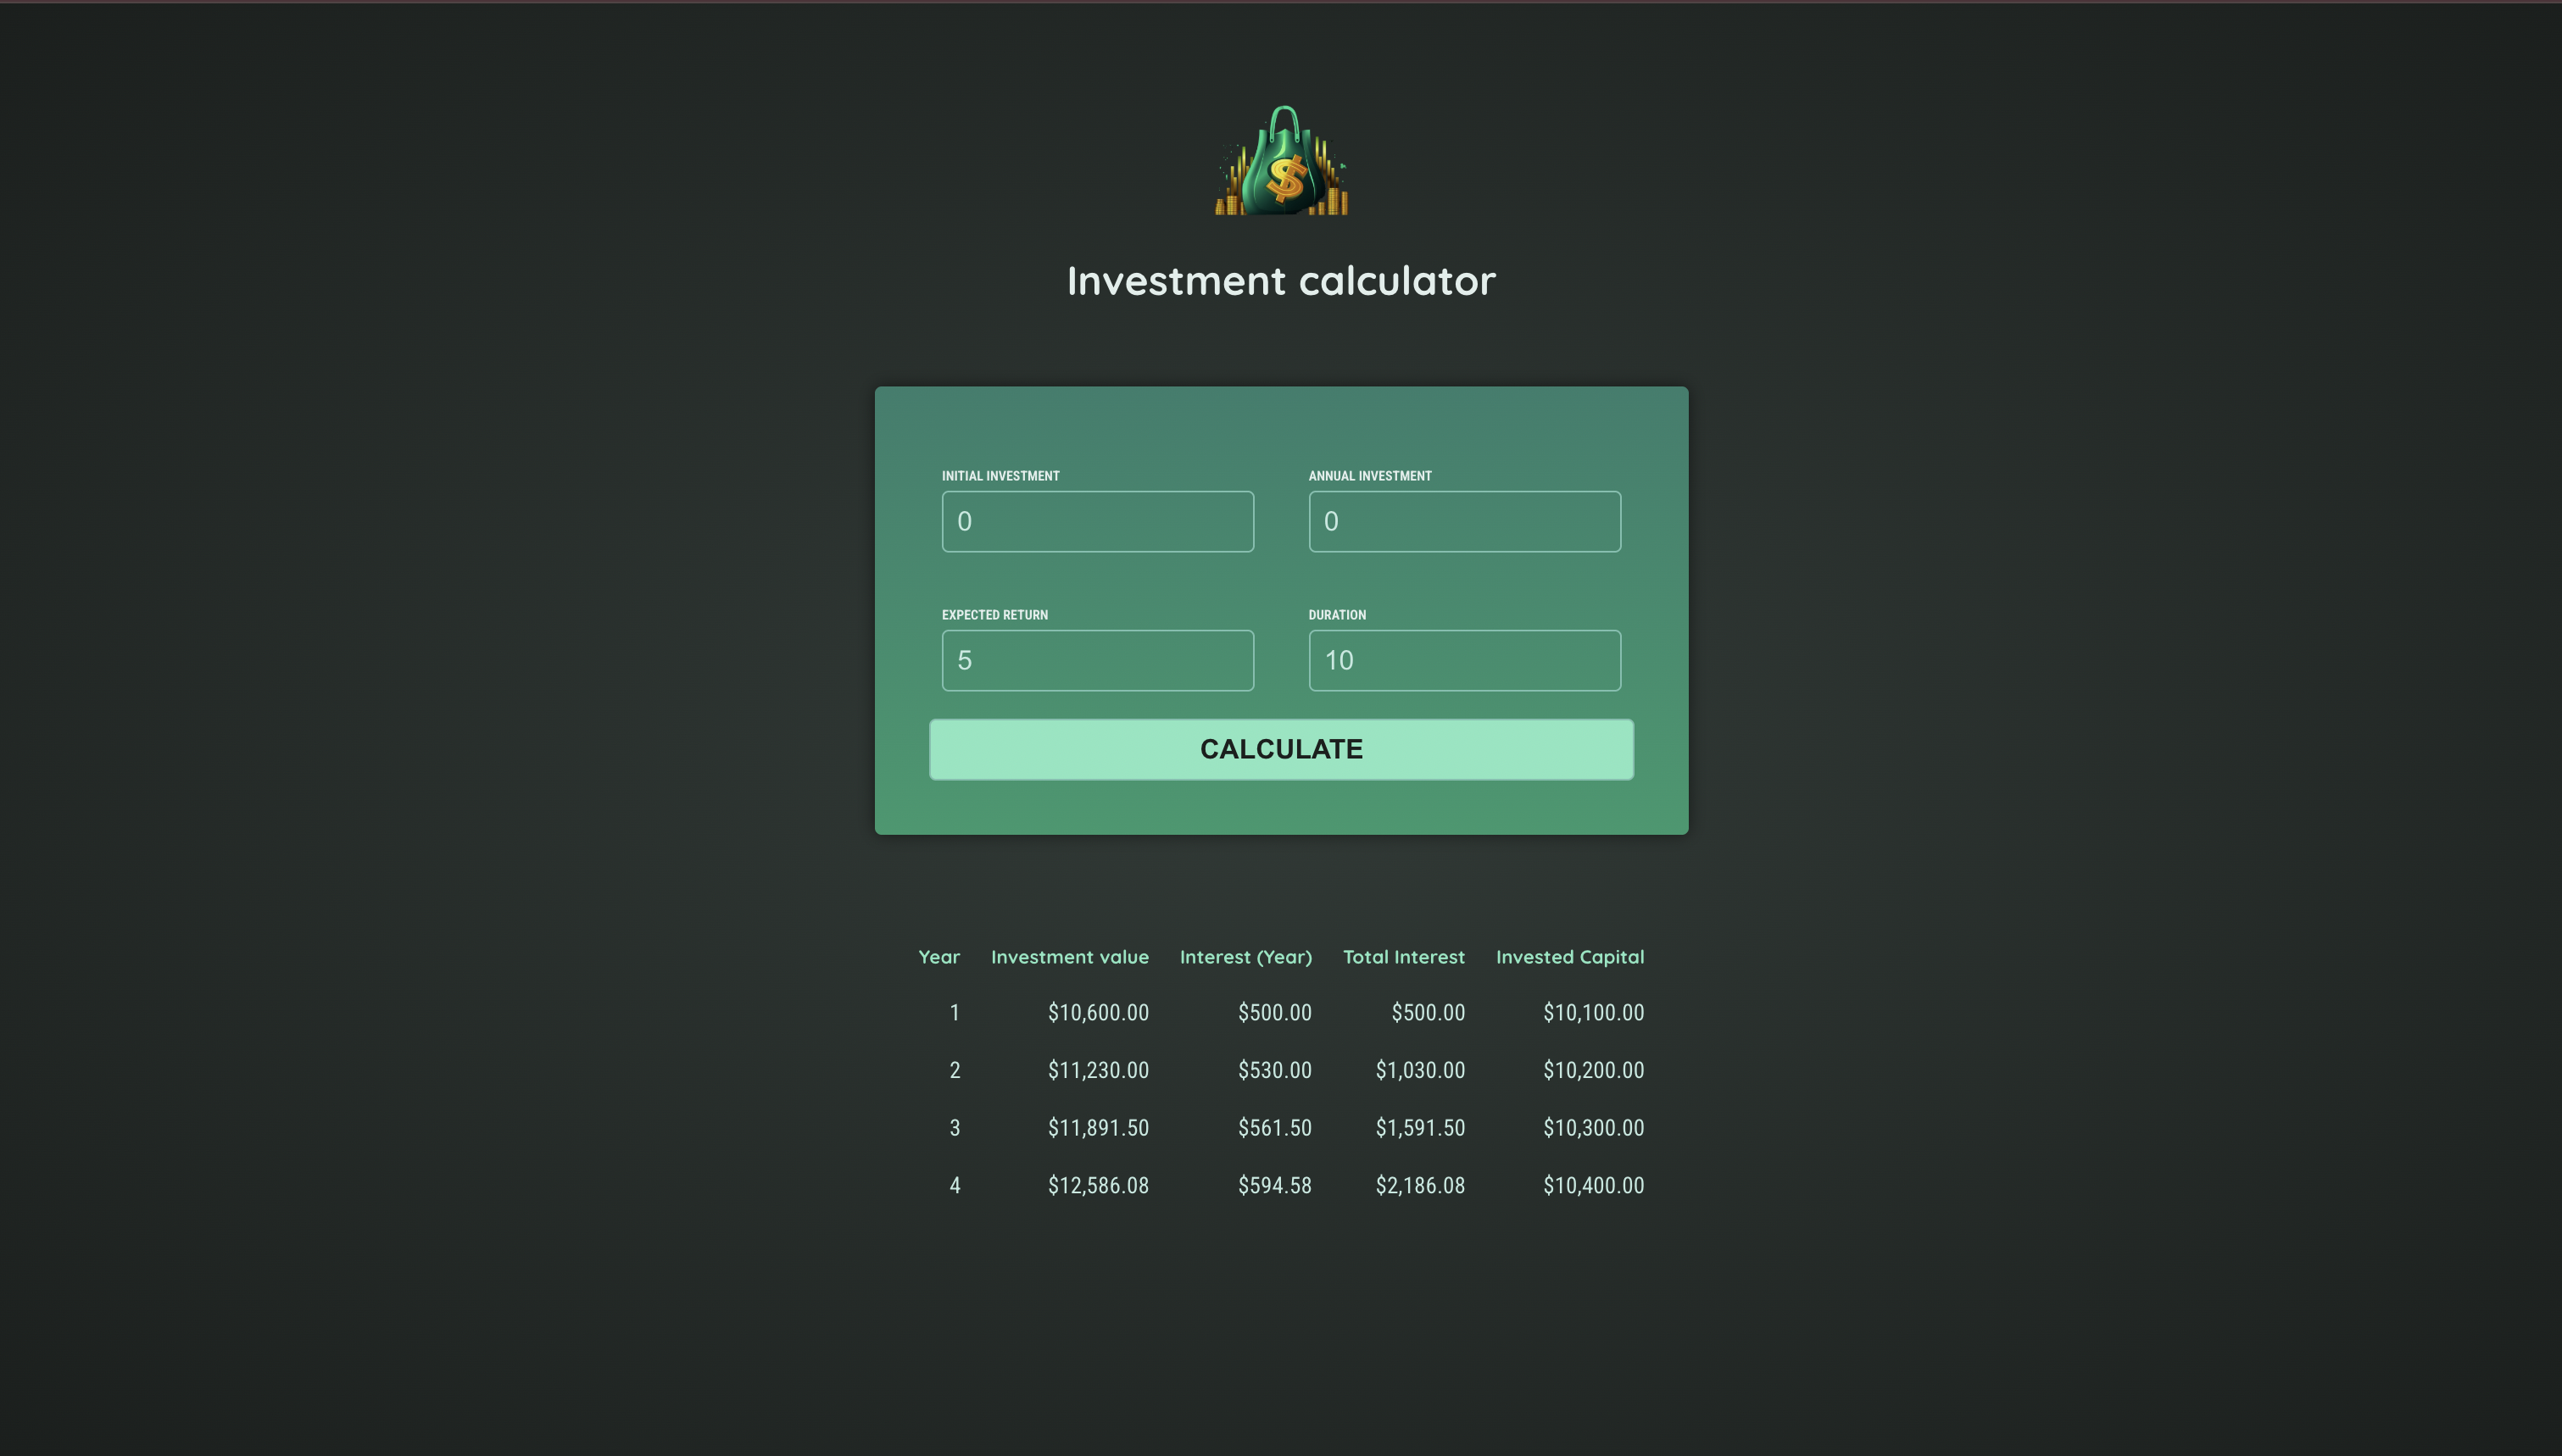 $
Investment calculator
INITIAL INVESTMENT ANNUAL INVESTMENT
0 0
EXPECTED RETURN DURATION
5 10
CALCULATE
Year Investment value Interest (Year) Total Interest Invested Capital
1 $10,600.00 $500.00 $500.00 $10,100.00
2 $11,230.00 $530.00 $1,030.00 $10,200.00
3 $11,891.50 $561.50 $1,591.50 $10,300.00
4 $12,586.08 $594.58 $2,186.08 $10,400.00